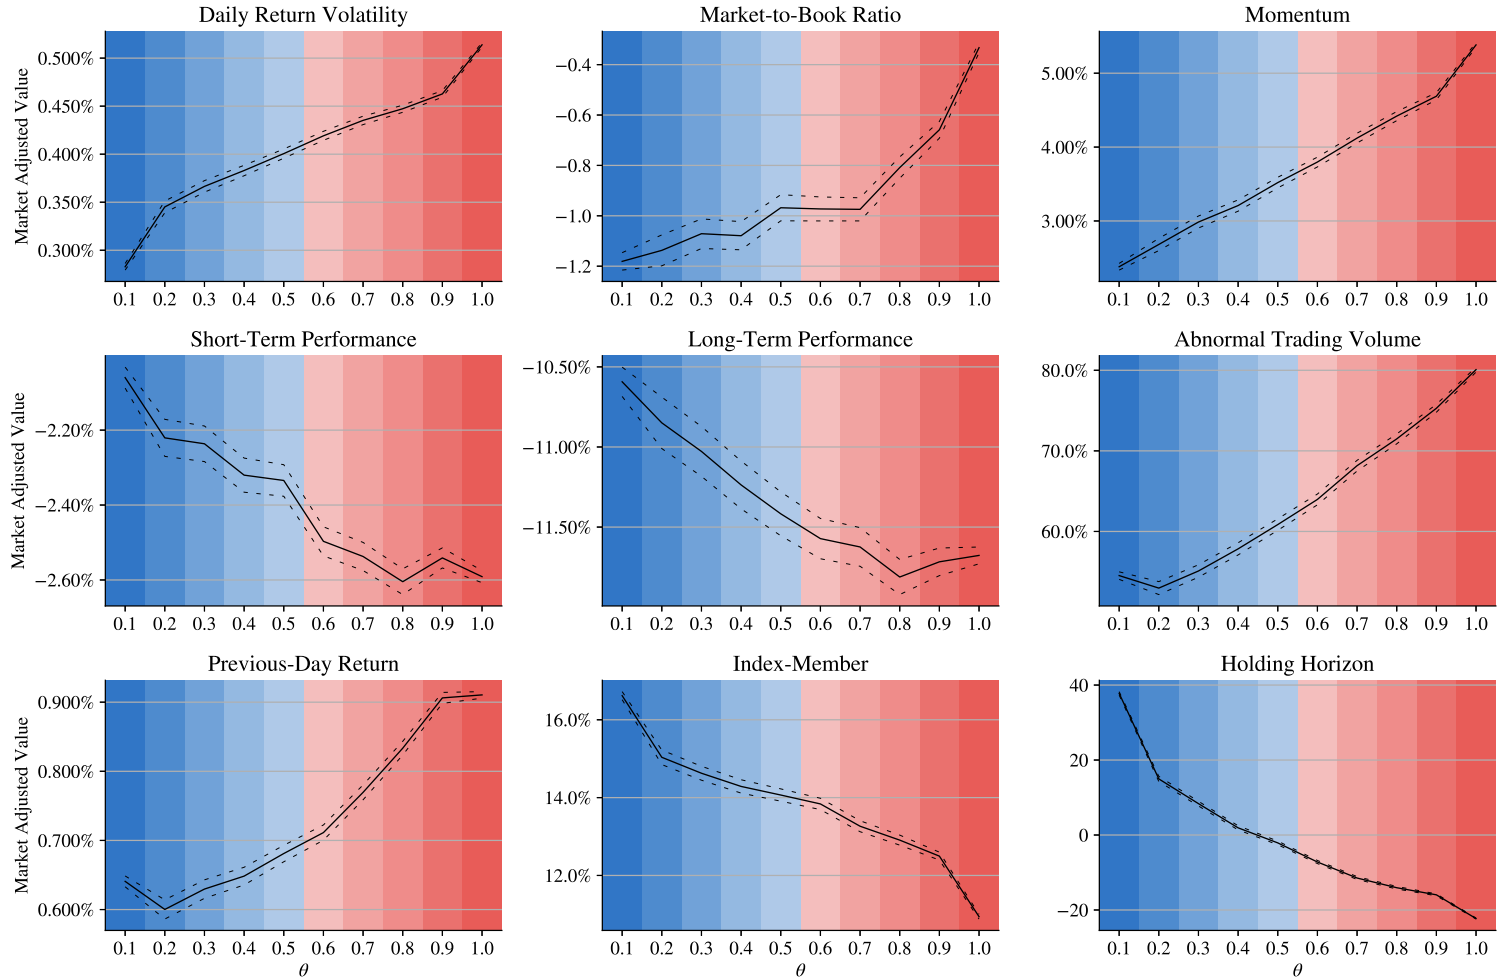 Daily Return Volatility
Market Adjusted Value
0.500%
0.450%
0.400%
0.350%
0.300%
0.1 0.2 0.3 0.4 0.5 0.6 0.7 0.8 0.9 1.0
Market-to-Book Ratio
−0.4
−0.6
−0.8
−1.0
−1.2
0.1 0.2 0.3 0.4 0.5 0.6 0.7 0.8 0.9 1.0
Momentum
5.00%
4.00%
3.00%
0.1 0.2 0.3 0.4 0.5 0.6 0.7 0.8 0.9 1.0
Short-Term Performance
Market Adjusted Value
−2.20%
−2.40%
−2.60%
0.1 0.2 0.3 0.4 0.5 0.6 0.7 0.8 0.9 1.0
Long-Term Performance
−10.50%
−11.00%
−11.50%
0.1 0.2 0.3 0.4 0.5 0.6 0.7 0.8 0.9 1.0
Abnormal Trading Volume
80.0%
70.0%
60.0%
0.1 0.2 0.3 0.4 0.5 0.6 0.7 0.8 0.9 1.0
Previous-Day Return
Market Adjusted Value
0.900%
0.800%
0.700%
0.600%
0.1 0.2 0.3 0.4 0.5 0.6 0.7 0.8 0.9 1.0
θ
Index-Member
16.0%
14.0%
12.0%
0.1 0.2 0.3 0.4 0.5 0.6 0.7 0.8 0.9 1.0
θ
Holding Horizon
40
20
0
−20
0.1 0.2 0.3 0.4 0.5 0.6 0.7 0.8 0.9 1.0
θ